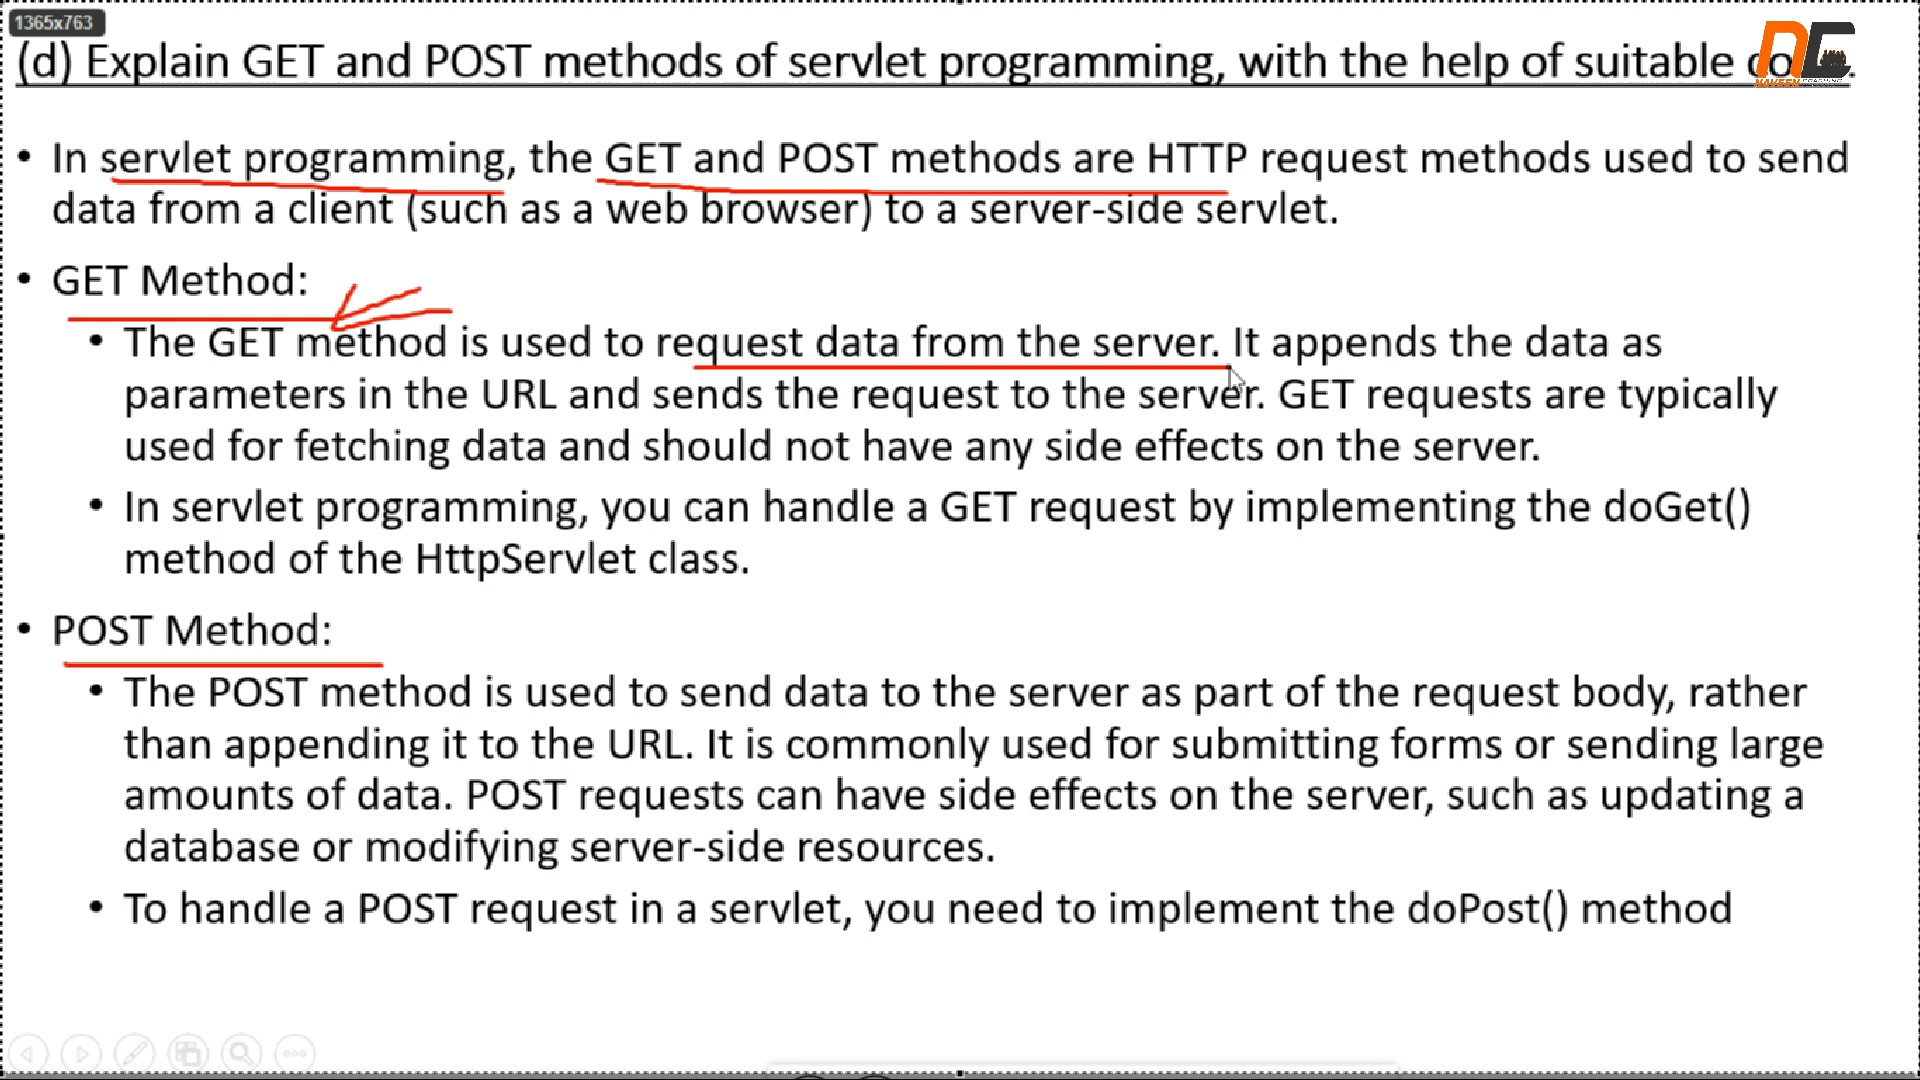 1365x763
(d) Explain GET and POST methods of servlet programming, with the help of suitable
• In servlet programming, the GET and POST methods are HTTP request methods used to send
data from a client (such as a web browser) to a server-side servlet.
• GET Method:
• The GET method is used to request data from the server. It appends the data as
parameters in the URL and sends the request to the server. GET requests are typically
used for fetching data and should not have any side effects on the server.
• In servlet programming, you can handle a GET request by implementing the doGet()
method of the HttpServlet class.
• POST Method:
• The POST method is used to send data to the server as part of the request body, rather
than appending it to the URL. It is commonly used for submitting forms or sending large
amounts of data. POST requests can have side effects on the server, such as updating a
database or modifying server-side resources.
• To handle a POST request in a servlet, you need to implement the doPost() method